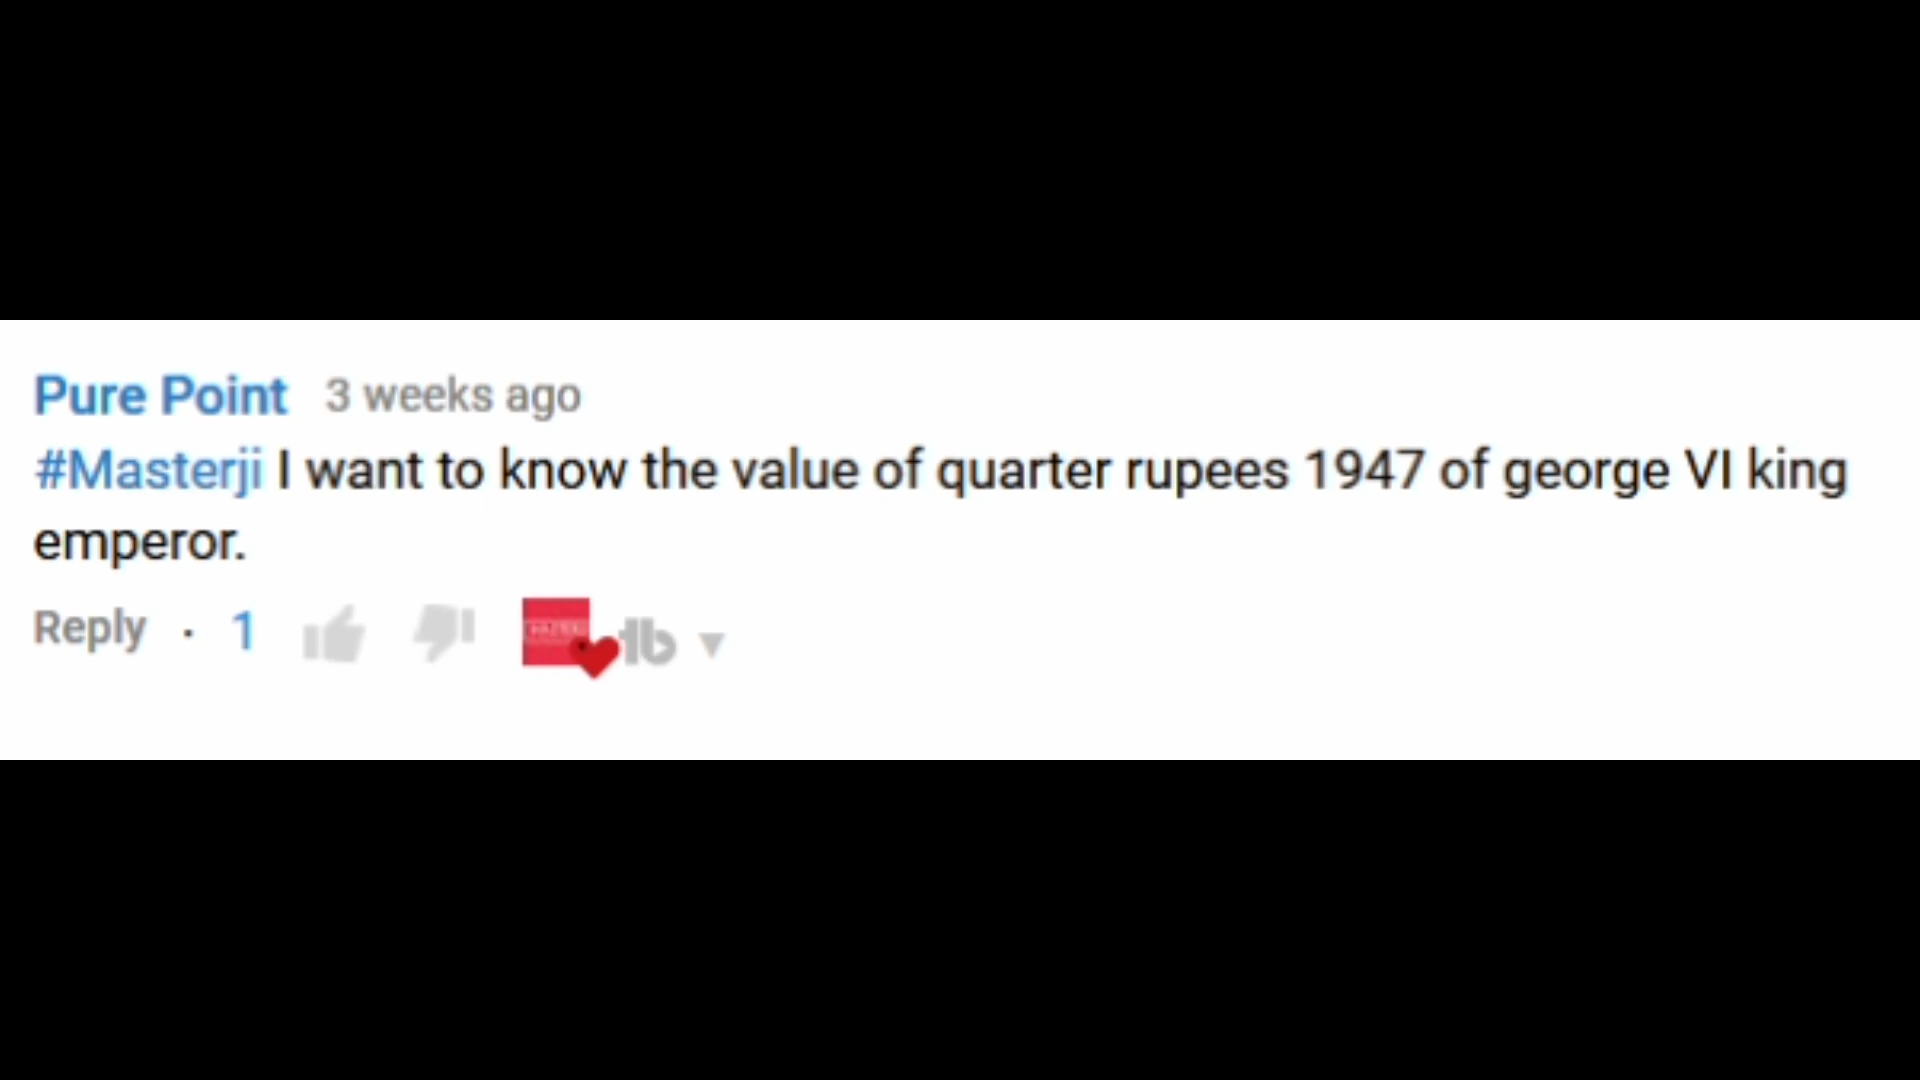 Pure Point 3 weeks ago
#Masterji I want to know the value of quarter rupees 1947 of george VI king
emperor.
Reply · 1